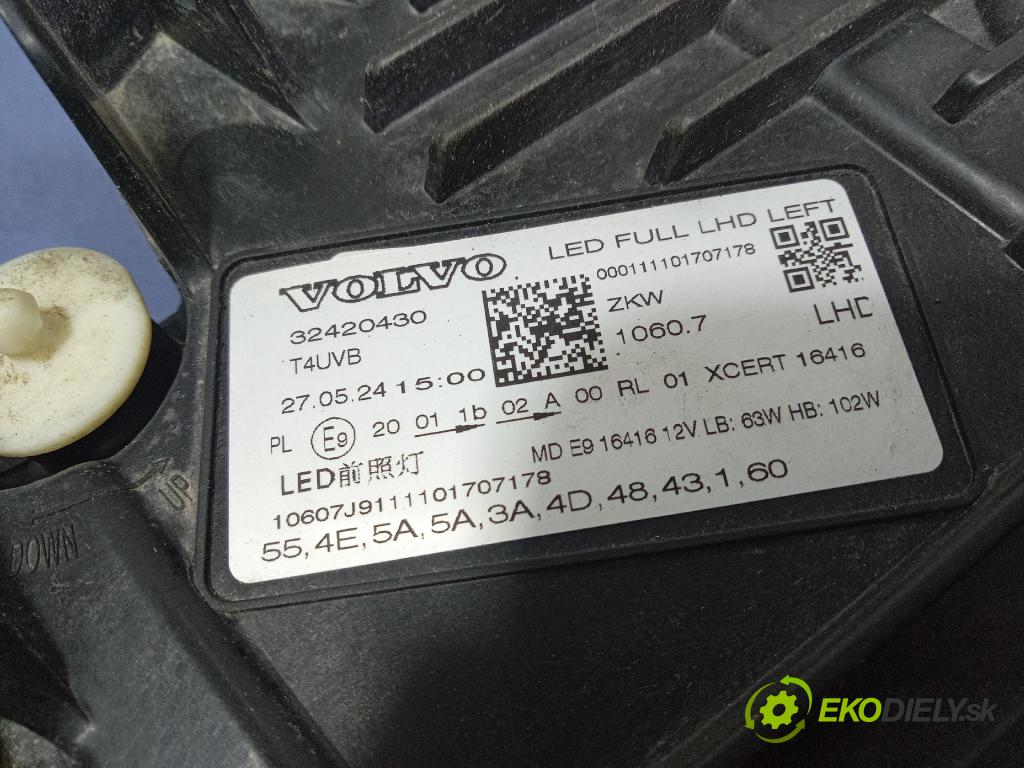 VOLVO
LED FULL LHD LEFT
000111101707178
32420430
ZKW
T4UVB
1060.7
LHD
27.05.24 15:00
PL E9 20 01 1b 02 A 00 RL 01 XCERT 16416
LED前照灯
MD E9 16416 12V LB: 63W HB: 102W
10607J9111101707178
55,4E,5A,5A,3A,4D,48,43,1,60
UP
DOWN
EKODIELY.sk